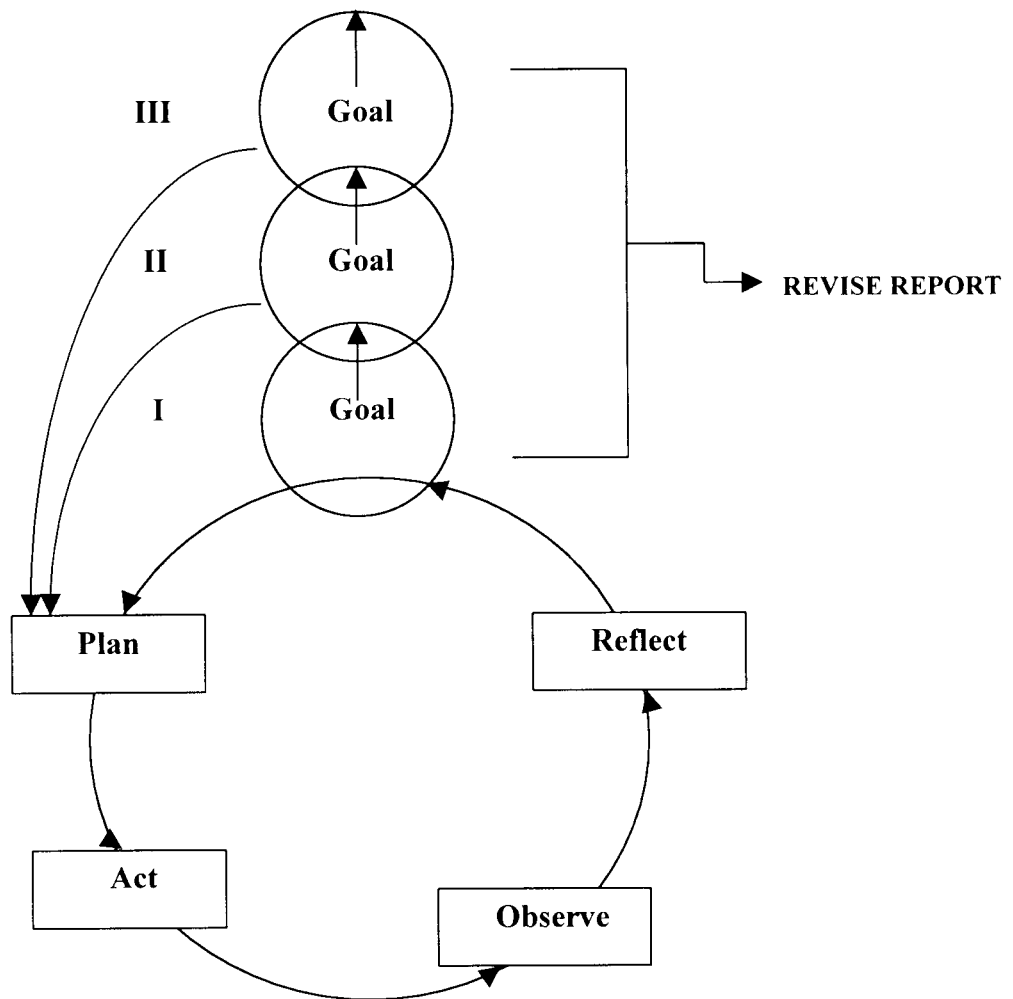 III
Goal
II
Goal
REVISE REPORT
I
Goal
Plan
Reflect
Act
Observe